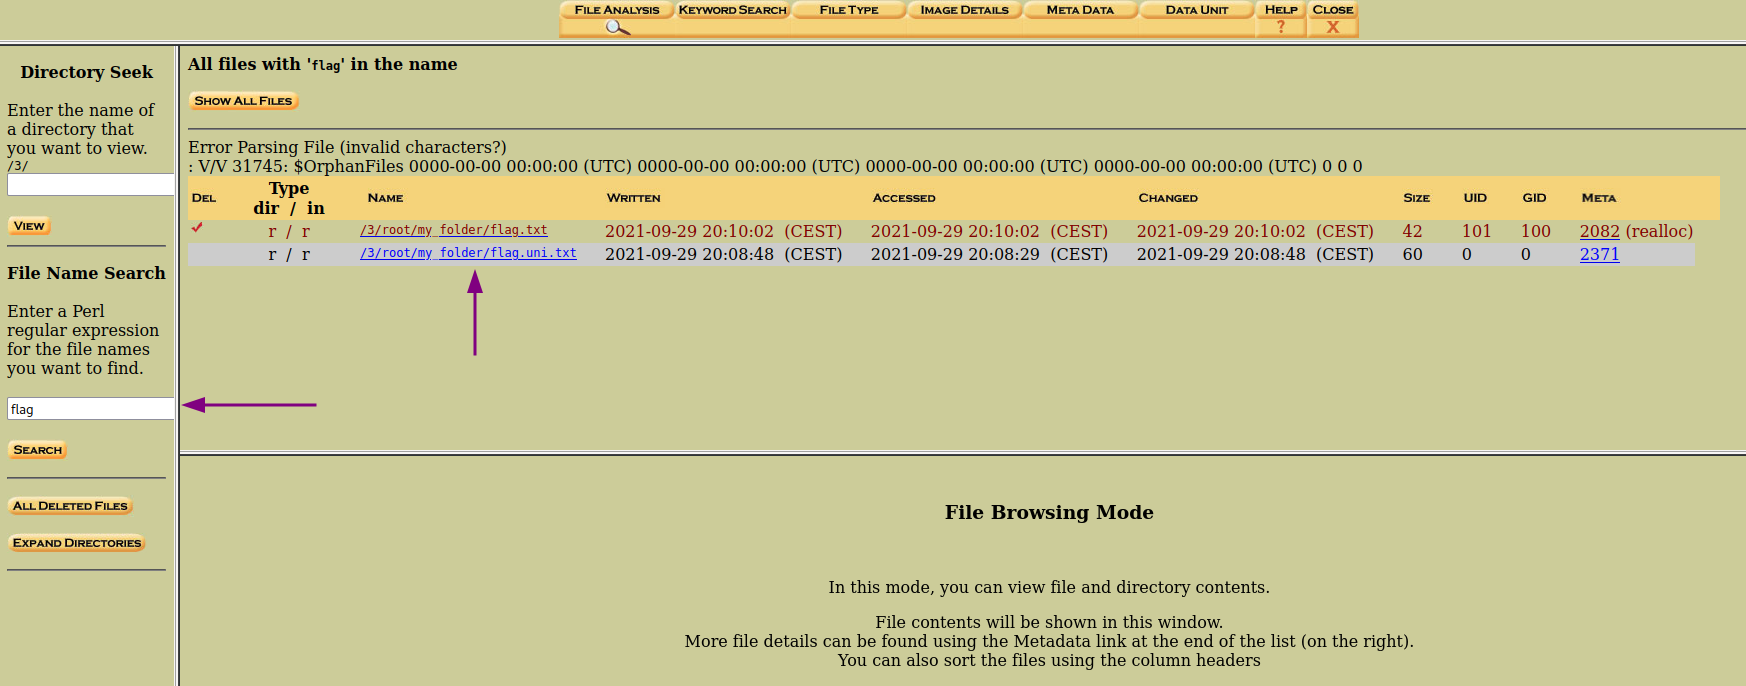 FILE ANALYSIS KEYWORD SEARCH FILE TYPE IMAGE DETAILS META DATA DATA UNIT HELP CLOSE
? X
Directory Seek
Enter the name of
a directory that
you want to view.
/3/
VIEW
File Name Search
Enter a Perl
regular expression
for the file names
you want to find.
flag
SEARCH
ALL DELETED FILES
EXPAND DIRECTORIES
All files with 'flag' in the name
SHOW ALL FILES
Error Parsing File (invalid characters?)
: V/V 31745: $OrphanFiles 0000-00-00 00:00:00 (UTC) 0000-00-00 00:00:00 (UTC) 0000-00-00 00:00:00 (UTC) 0000-00-00 00:00:00 (UTC) 0 0 0
DEL Type dir / in NAME WRITTEN ACCESSED CHANGED SIZE UID GID META
r / r /3/root/my_folder/flag.txt 2021-09-29 20:10:02 (CEST) 2021-09-29 20:10:02 (CEST) 2021-09-29 20:10:02 (CEST) 42 101 100 2082 (realloc)
r / r /3/root/my_folder/flag.uni.txt 2021-09-29 20:08:48 (CEST) 2021-09-29 20:08:29 (CEST) 2021-09-29 20:08:48 (CEST) 60 0 0 2371
File Browsing Mode
In this mode, you can view file and directory contents.
File contents will be shown in this window.
More file details can be found using the Metadata link at the end of the list (on the right).
You can also sort the files using the column headers